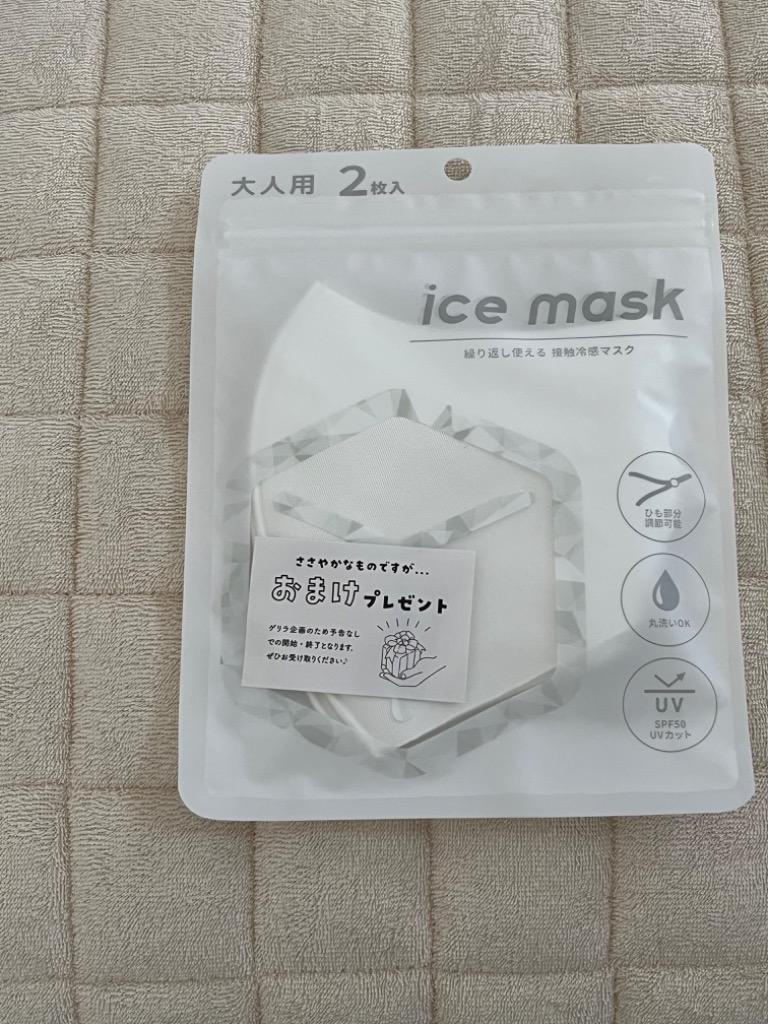 大人用 2枚入
ice mask
繰り返し使える 接触冷感マスク
ひも部分
調節可能
丸洗いOK
UV
SPF50
UVカット
ささやかなものですが...
おまけプレゼント
ゲリラ企画のため予告なし
での開始・終了となります。
ぜひお受け取りください♪